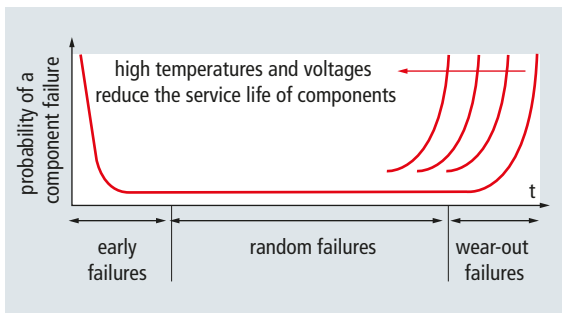 probability of a
component failure
high temperatures and voltages
reduce the service life of components
t
early
failures
random failures
wear-out
failures